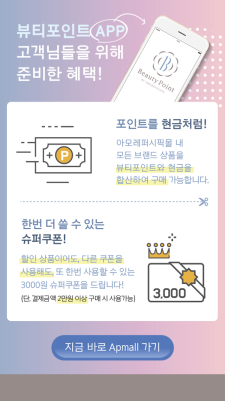 뷰티포인트 APP
고객님들을 위해
준비한 혜택!
B
Beauty Point
포인트를 현금처럼!
P
아모레퍼시픽몰 내
모든 브랜드 상품을
뷰티포인트와 현금을
합산하여 구매 가능합니다.
한번 더 쓸 수 있는
슈퍼쿠폰!
할인 상품이어도, 다른 쿠폰을
사용해도, 또 한번 사용할 수 있는
3000원 슈퍼쿠폰을 드립니다!
(단, 결제금액 2만원 이상 구매 시 사용가능)
3,000
지금 바로 Apmall 가기